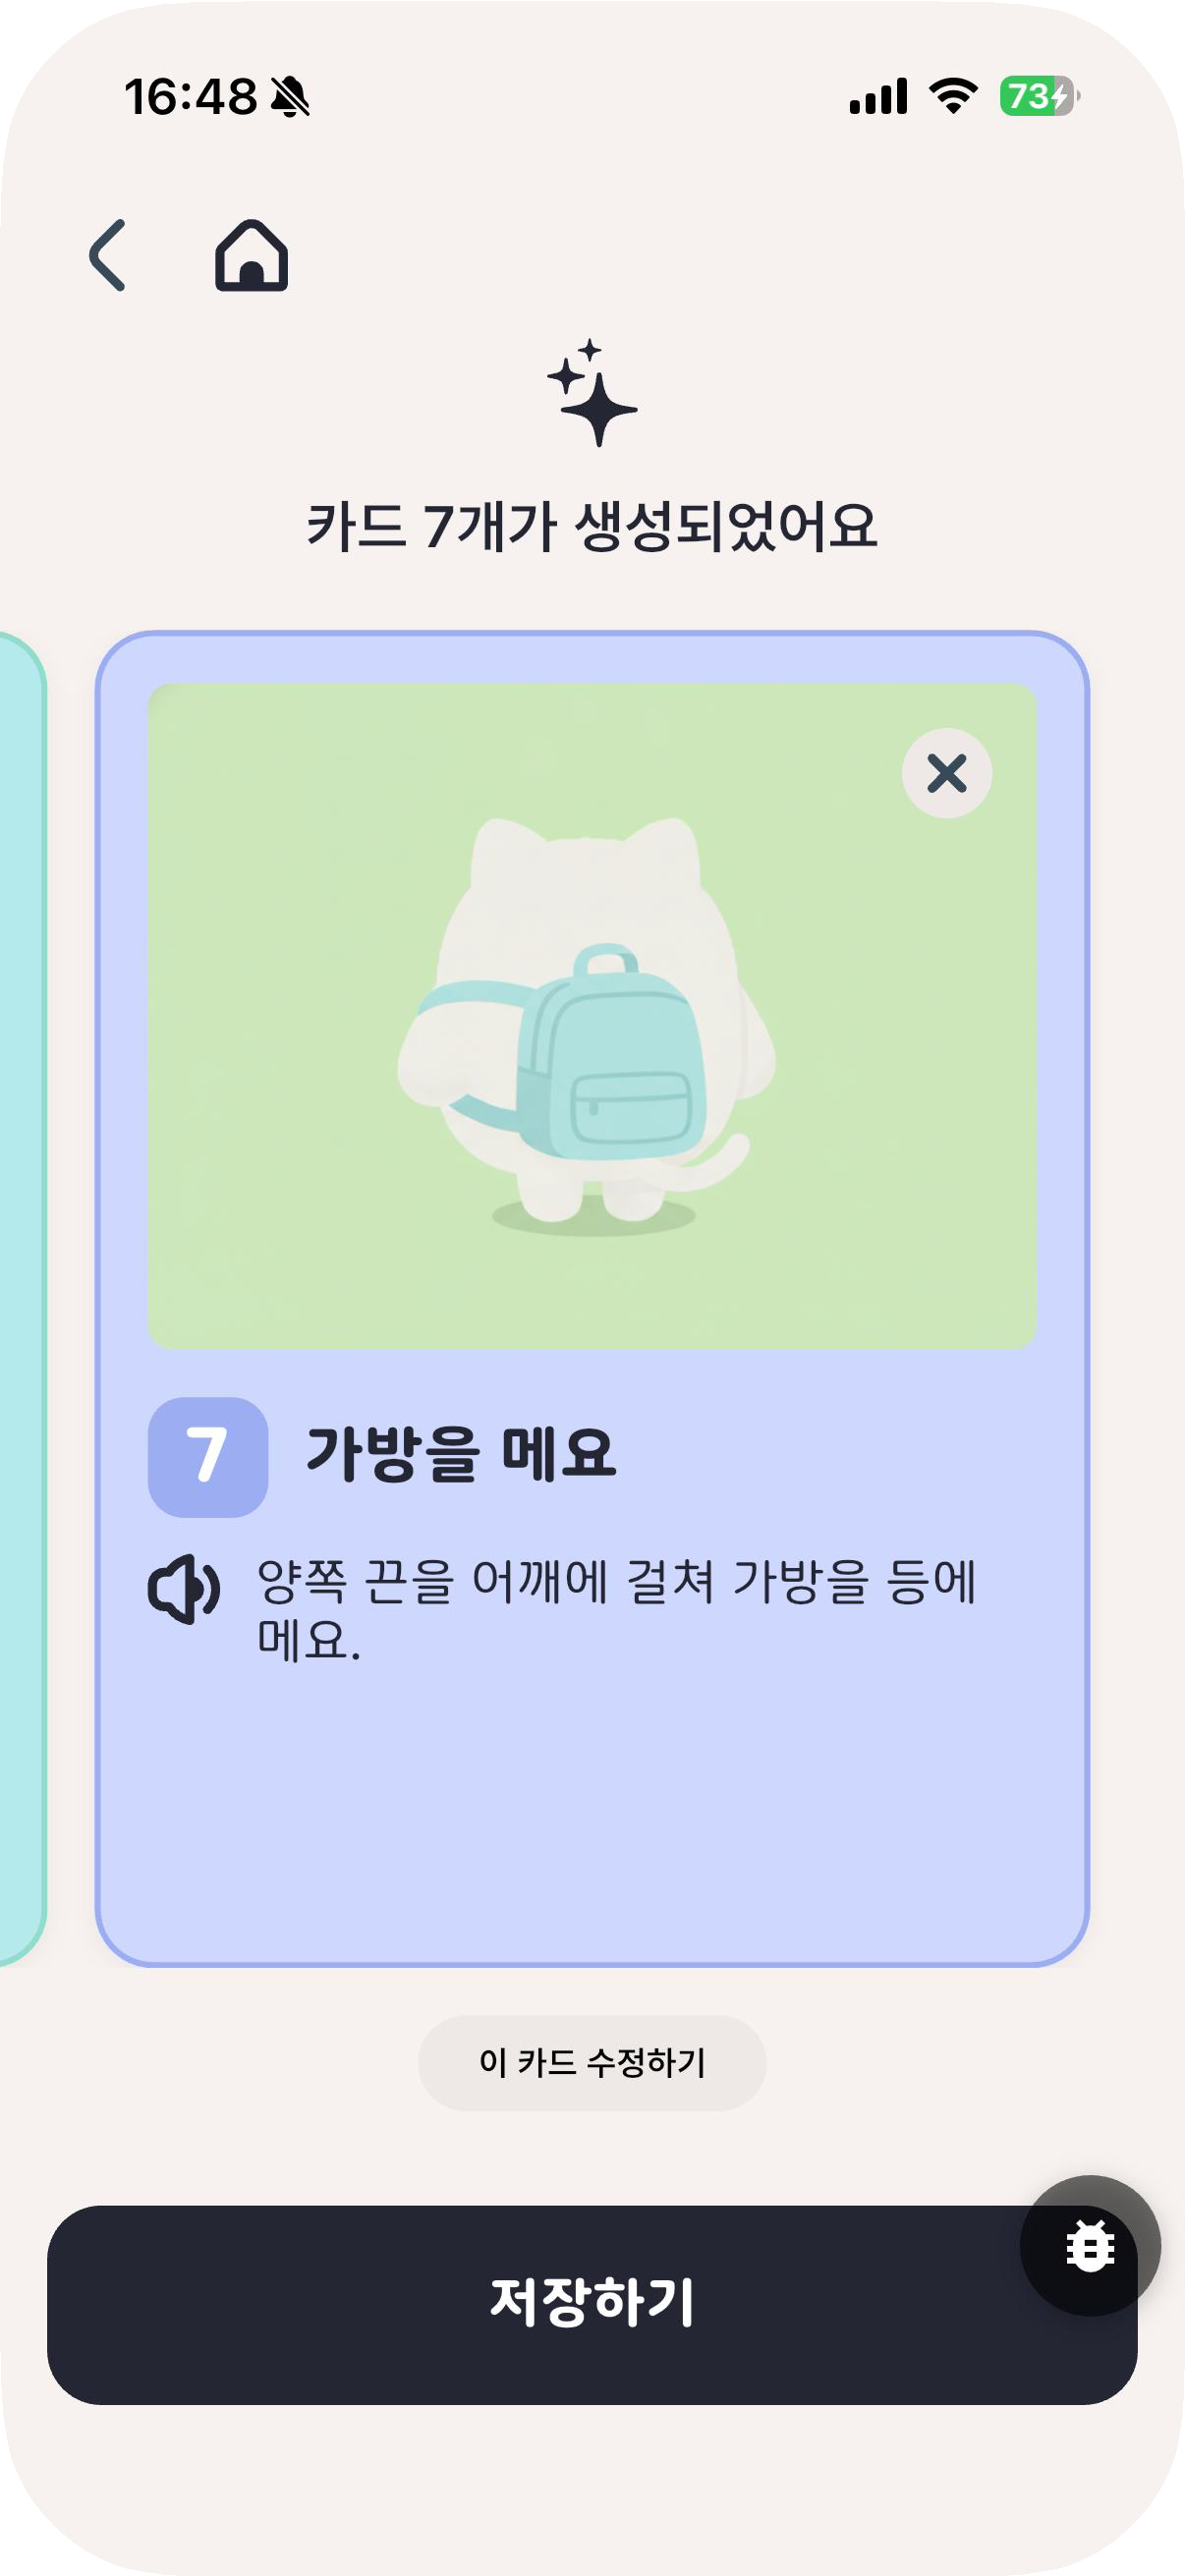 16:48
73
카드 7개가 생성되었어요
7
가방을 메요
양쪽 끈을 어깨에 걸쳐 가방을 등에
메요.
이 카드 수정하기
저장하기